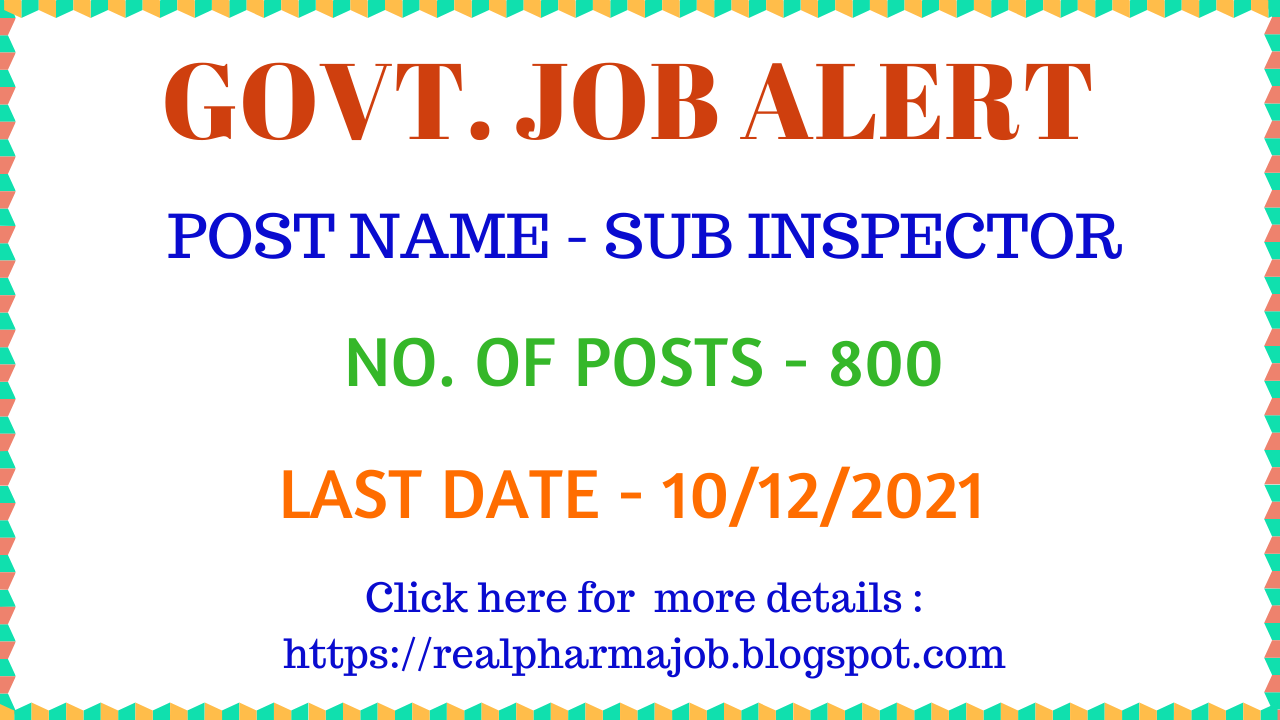 GOVT. JOB ALERT
POST NAME - SUB INSPECTOR
NO. OF POSTS - 800
LAST DATE - 10/12/2021
Click here for more details :
https://realpharmajob.blogspot.com